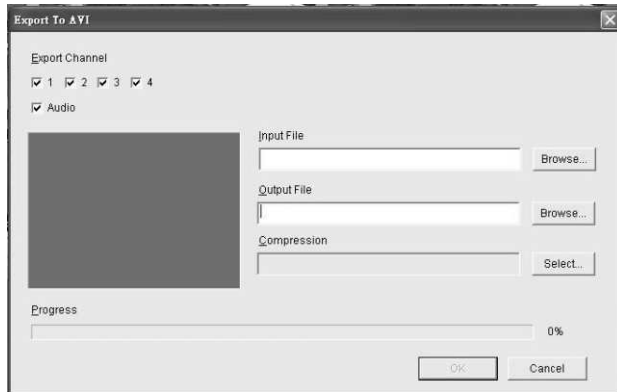 Export To AVI
Export Channel
1 2 3 4
Audio
Input File
Browse...
Output File
Browse...
Compression
Select...
Progress
0%
OK Cancel